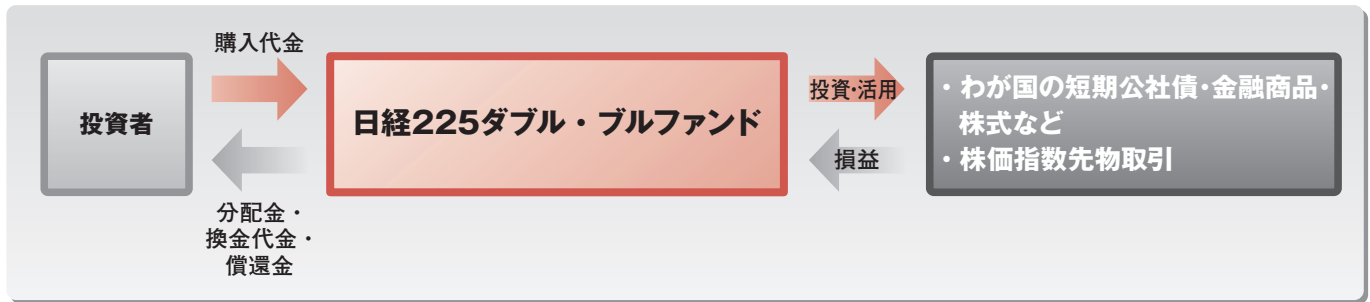 購入代金
投資者
日経225ダブル・ブルファンド
投資・活用
・わが国の短期公社債・金融商品・
株式など
・株価指数先物取引
損益
分配金・
換金代金・
償還金